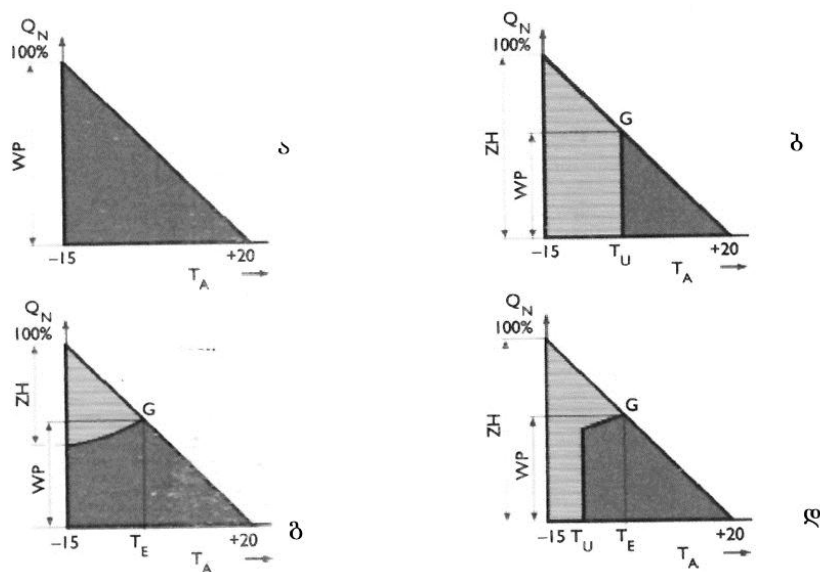 Q_N
100%
WP
-15
+20
T_A
ა
Q_N
100%
G
ZH
WP
-15
T_U
+20
T_A
ბ
Q_N
100%
G
ZH
WP
-15
T_E
+20
T_A
გ
Q_N
100%
G
ZH
WP
-15
T_U
T_E
+20
T_A
დ